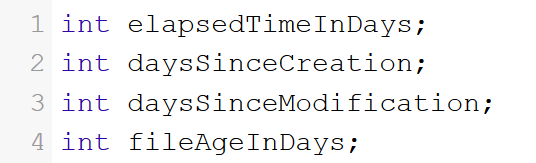 1 int elapsedTimeInDays;
2 int daysSinceCreation;
3 int daysSinceModification;
4 int fileAgeInDays;